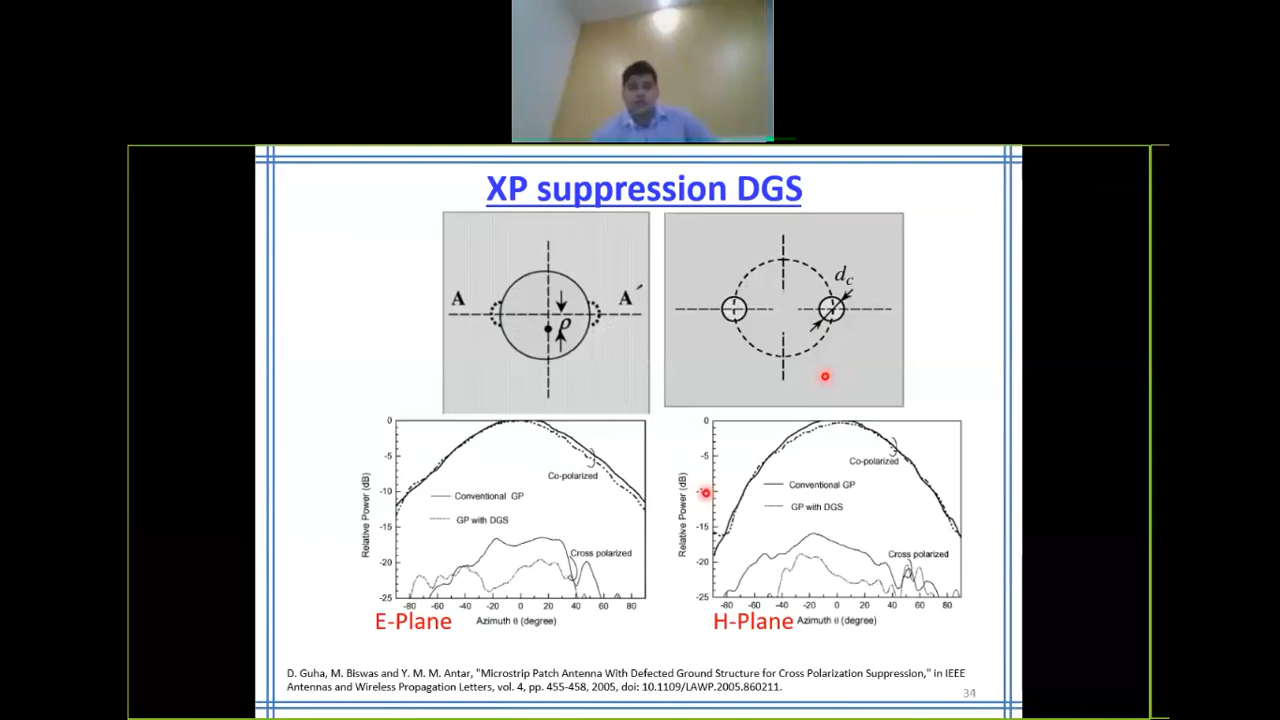 XP suppression DGS
A
A´
ρ
d_c
0
-5
-10
-15
-20
-25
Relative Power (dB)
Co-polarized
Conventional GP
GP with DGS
Cross polarized
-80 -60 -40 -20 0 20 40 60 80
E-Plane
Azimuth θ (degree)
0
-5
-15
-20
-25
Relative Power (dB)
Co-polarized
Conventional GP
GP with DGS
Cross polarized
-80 -60 -40 -20 0 20 40 60 80
H-Plane
Azimuth θ (degree)
D. Guha, M. Biswas and Y. M. M. Antar, "Microstrip Patch Antenna With Defected Ground Structure for Cross Polarization Suppression," in IEEE
Antennas and Wireless Propagation Letters, vol. 4, pp. 455-458, 2005, doi: 10.1109/LAWP.2005.860211.
34